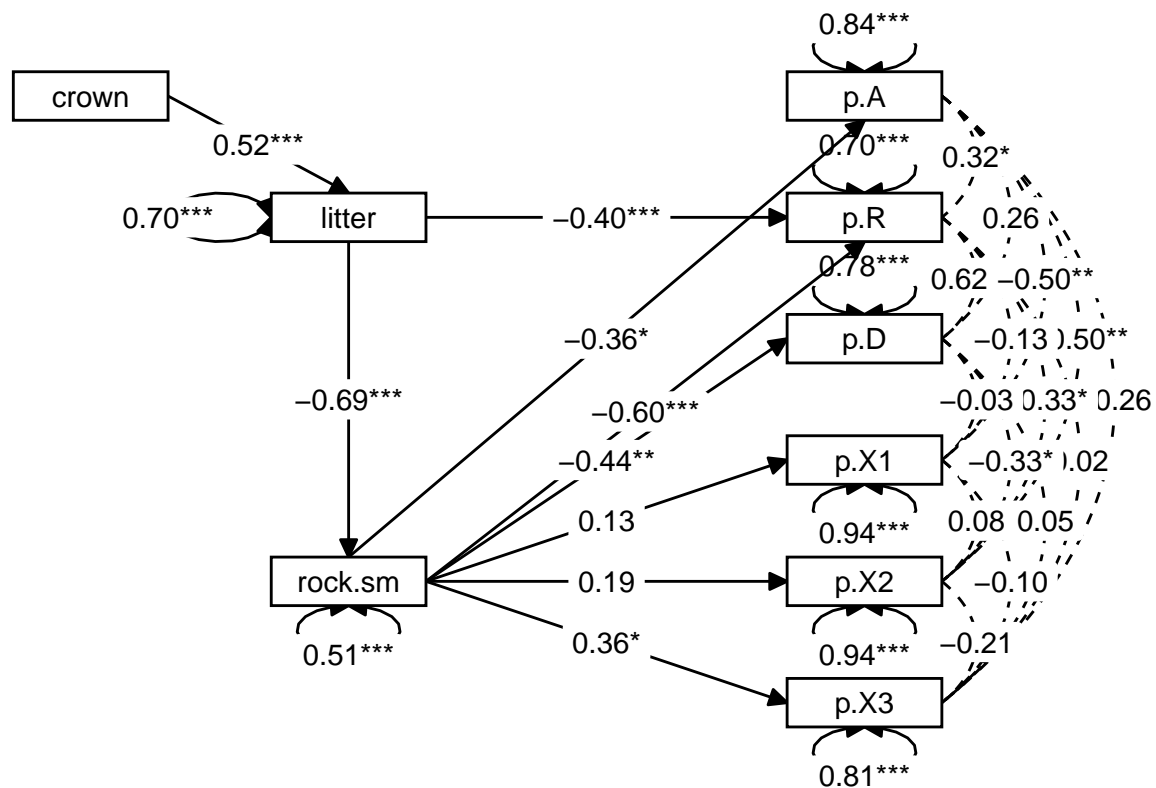 0.84***
crown p.A
0.52*** 0.70*** 0.32*
0.70*** litter −0.40*** p.R 0.26
0.78*** 0.62 −0.50**
−0.36* p.D −0.13 .50**
−0.69*** −0.60*** −0.03 0.33* 0.26
−0.44** p.X1 −0.33* .02
0.13 0.94*** 0.08 0.05
rock.sm 0.19 p.X2 −0.10
0.51*** 0.36* 0.94*** −0.21
p.X3
0.81***